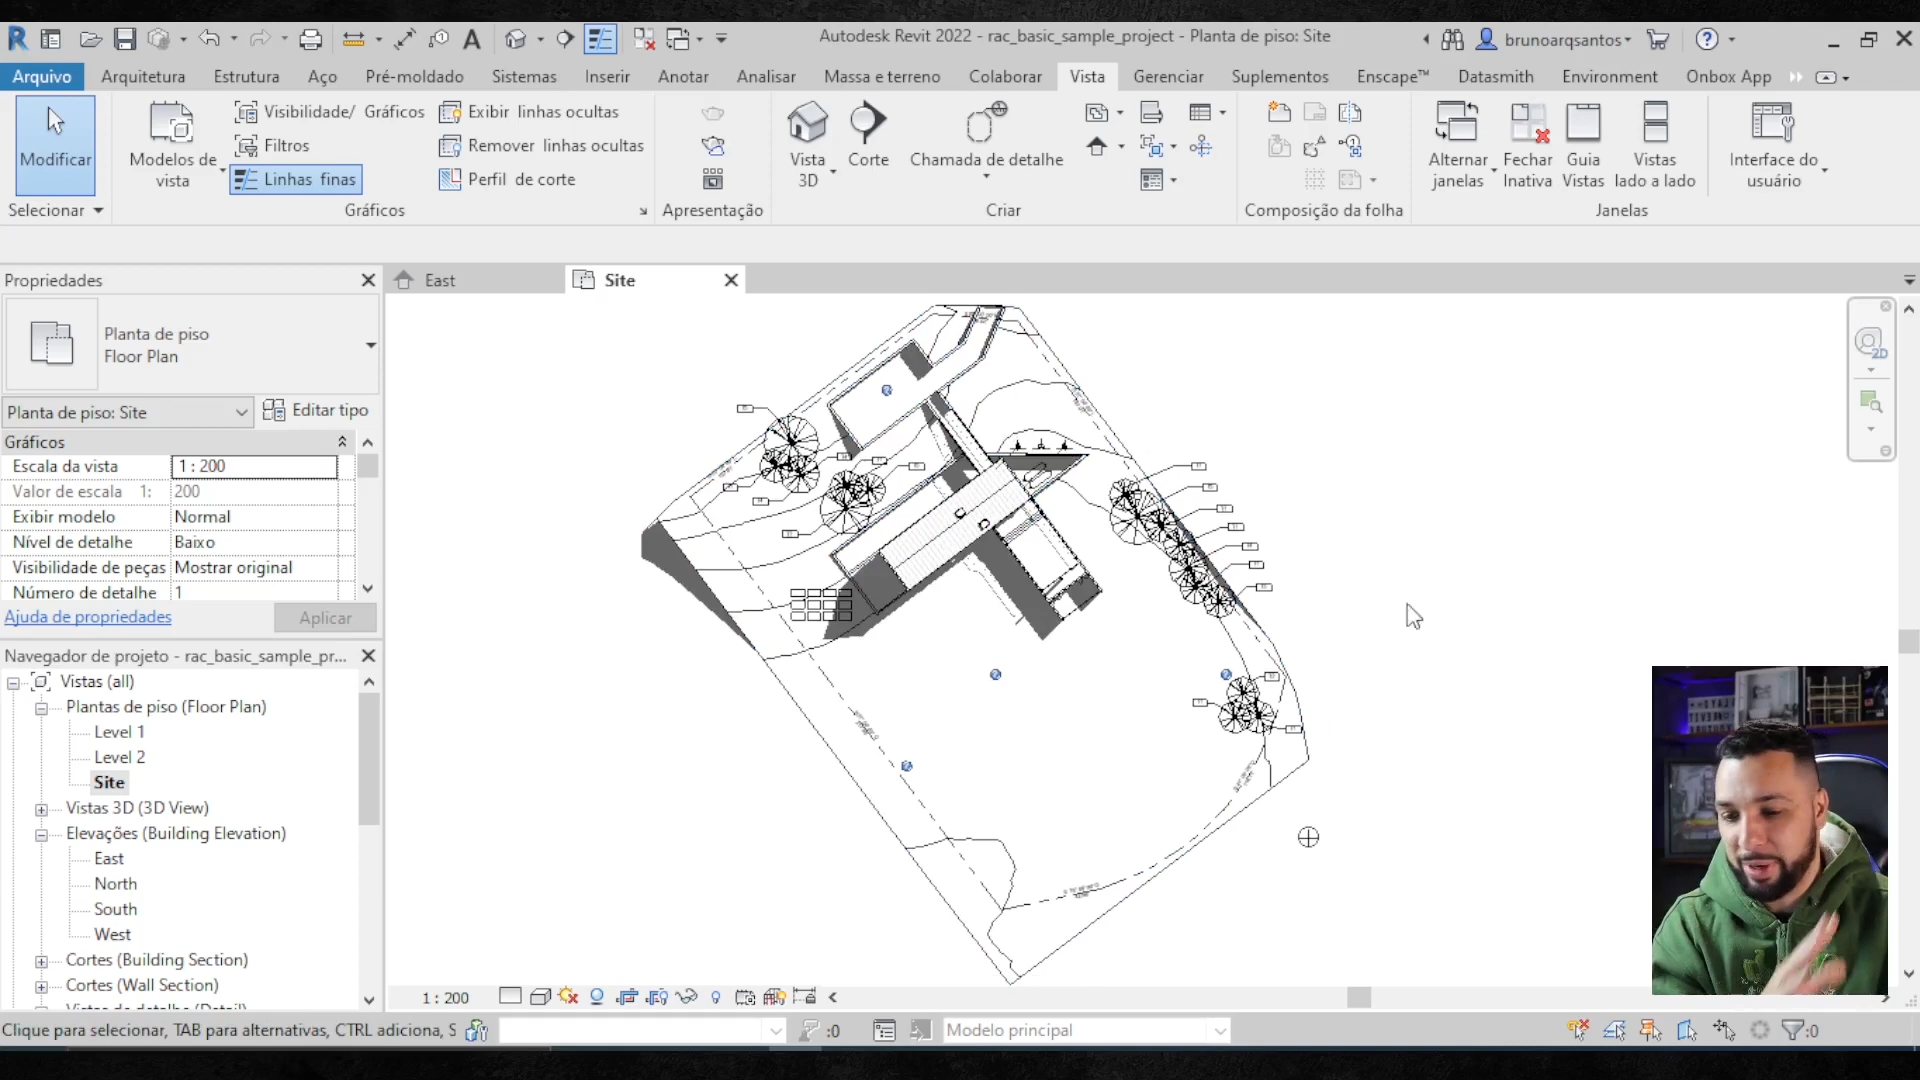 Autodesk Revit 2022 - rac_basic_sample_project - Planta de piso: Site
brunoarqsantos
Arquivo Arquitetura Estrutura Aço Pré-moldado Sistemas Inserir Anotar Analisar Massa e terreno Colaborar Vista Gerenciar Suplementos Enscape™ Datasmith Environment Onbox App
Modificar
Modelos de vista
Visibilidade/ Gráficos
Filtros
Linhas finas
Exibir linhas ocultas
Remover linhas ocultas
Perfil de corte
Vista 3D
Corte
Chamada de detalhe
Alternar janelas
Fechar Inativa
Guia Vistas
Vistas lado a lado
Interface do usuário
Selecionar Gráficos Apresentação Criar Composição da folha Janelas
Propriedades
East
Site
Planta de piso
Floor Plan
Planta de piso: Site
Editar tipo
Gráficos
Escala da vista 1 : 200
Valor de escala 1: 200
Exibir modelo Normal
Nível de detalhe Baixo
Visibilidade de peças Mostrar original
Número de detalhe 1
Ajuda de propriedades
Aplicar
Navegador de projeto - rac_basic_sample_pr...
Vistas (all)
Plantas de piso (Floor Plan)
Level 1
Level 2
Site
Vistas 3D (3D View)
Elevações (Building Elevation)
East
North
South
West
Cortes (Building Section)
Cortes (Wall Section)
2D
1 : 200
Clique para selecionar, TAB para alternativas, CTRL adiciona, S
:0
Modelo principal
:0